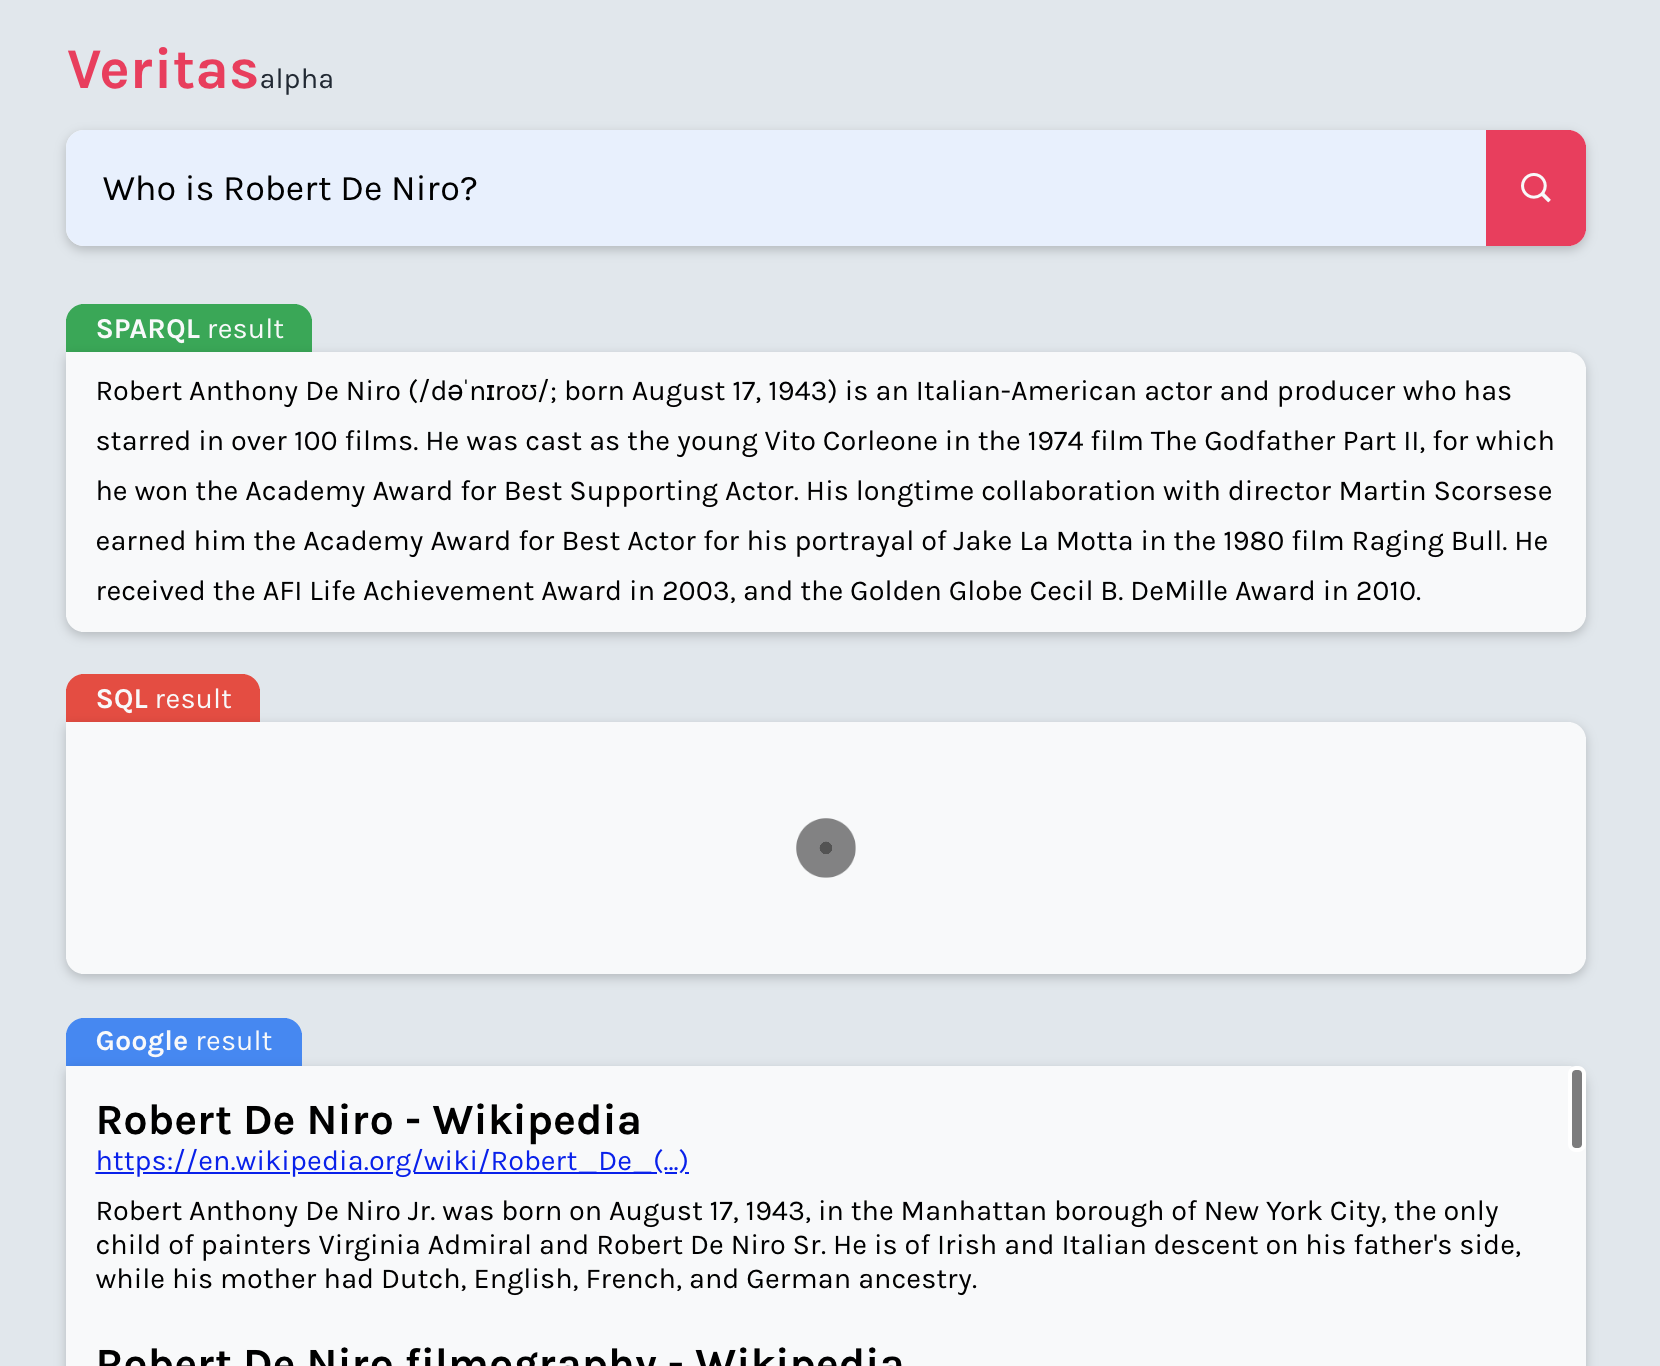 Veritasalpha
Who is Robert De Niro?
SPARQL result
Robert Anthony De Niro (/dəˈnɪroʊ/; born August 17, 1943) is an Italian-American actor and producer who has
starred in over 100 films. He was cast as the young Vito Corleone in the 1974 film The Godfather Part II, for which
he won the Academy Award for Best Supporting Actor. His longtime collaboration with director Martin Scorsese
earned him the Academy Award for Best Actor for his portrayal of Jake La Motta in the 1980 film Raging Bull. He
received the AFI Life Achievement Award in 2003, and the Golden Globe Cecil B. DeMille Award in 2010.
SQL result
Google result
Robert De Niro - Wikipedia
https://en.wikipedia.org/wiki/Robert_De_(...)
Robert Anthony De Niro Jr. was born on August 17, 1943, in the Manhattan borough of New York City, the only
child of painters Virginia Admiral and Robert De Niro Sr. He is of Irish and Italian descent on his father's side,
while his mother had Dutch, English, French, and German ancestry.
Robert De Niro filmography - Wikipedia